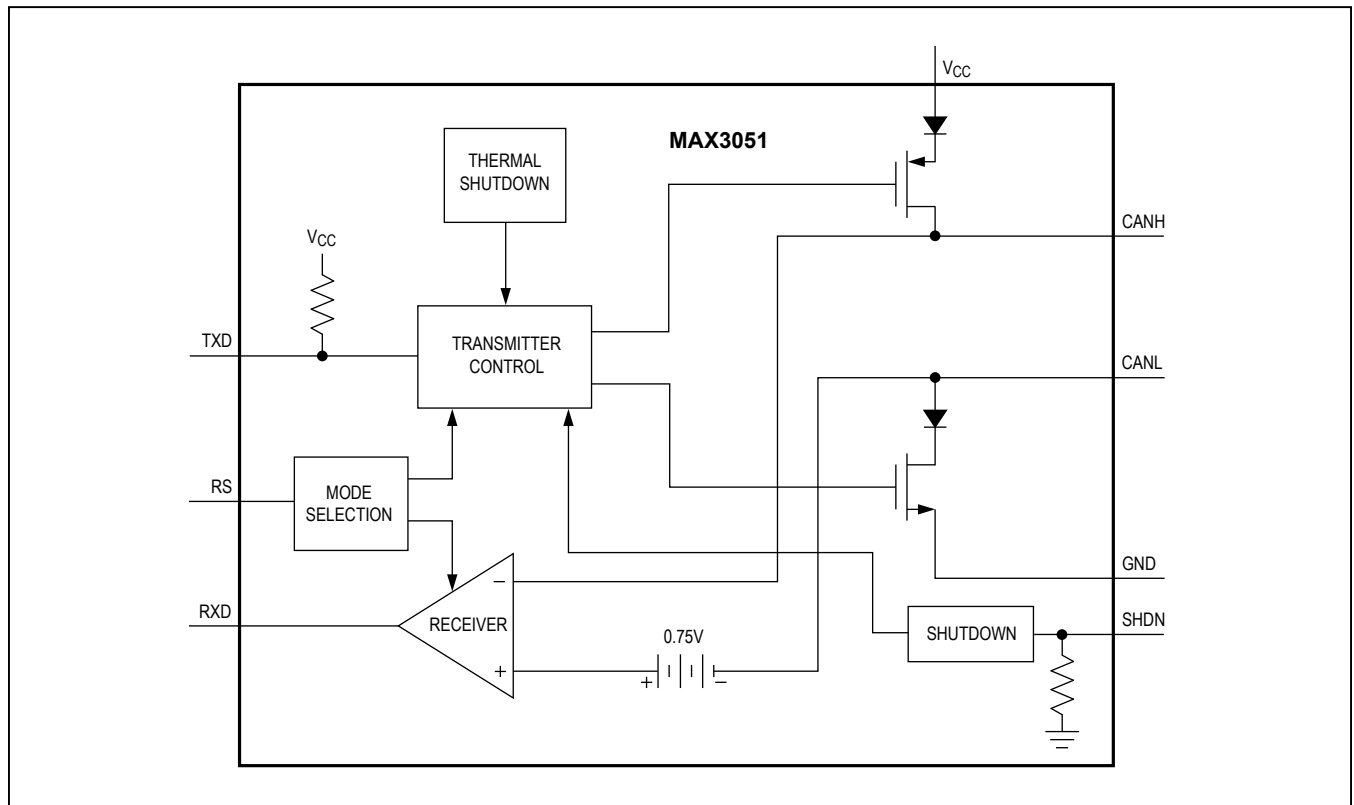 VCC
MAX3051
THERMAL
SHUTDOWN
VCC
CANH
TXD
TRANSMITTER
CONTROL
CANL
RS
MODE
SELECTION
GND
RXD
RECEIVER
−
+
0.75V
+
−
SHUTDOWN
SHDN